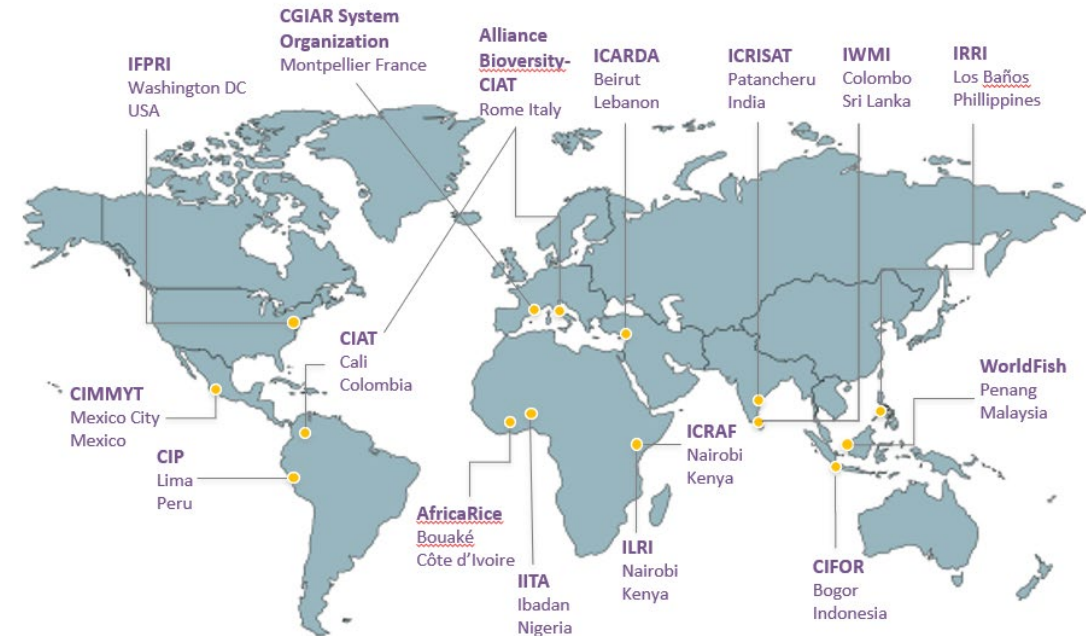 CGIAR System
Organization
Montpellier France
IFPRI
Washington DC
USA
Alliance
Bioversity-
CIAT
Rome Italy
ICARDA
Beirut
Lebanon
ICRISAT
Patancheru
India
IWMI
Colombo
Sri Lanka
IRRI
Los Baños
Phillippines
CIAT
Cali
Colombia
CIMMYT
Mexico City
Mexico
CIP
Lima
Peru
AfricaRice
Bouaké
Côte d’Ivoire
IITA
Ibadan
Nigeria
ILRI
Nairobi
Kenya
ICRAF
Nairobi
Kenya
WorldFish
Penang
Malaysia
CIFOR
Bogor
Indonesia